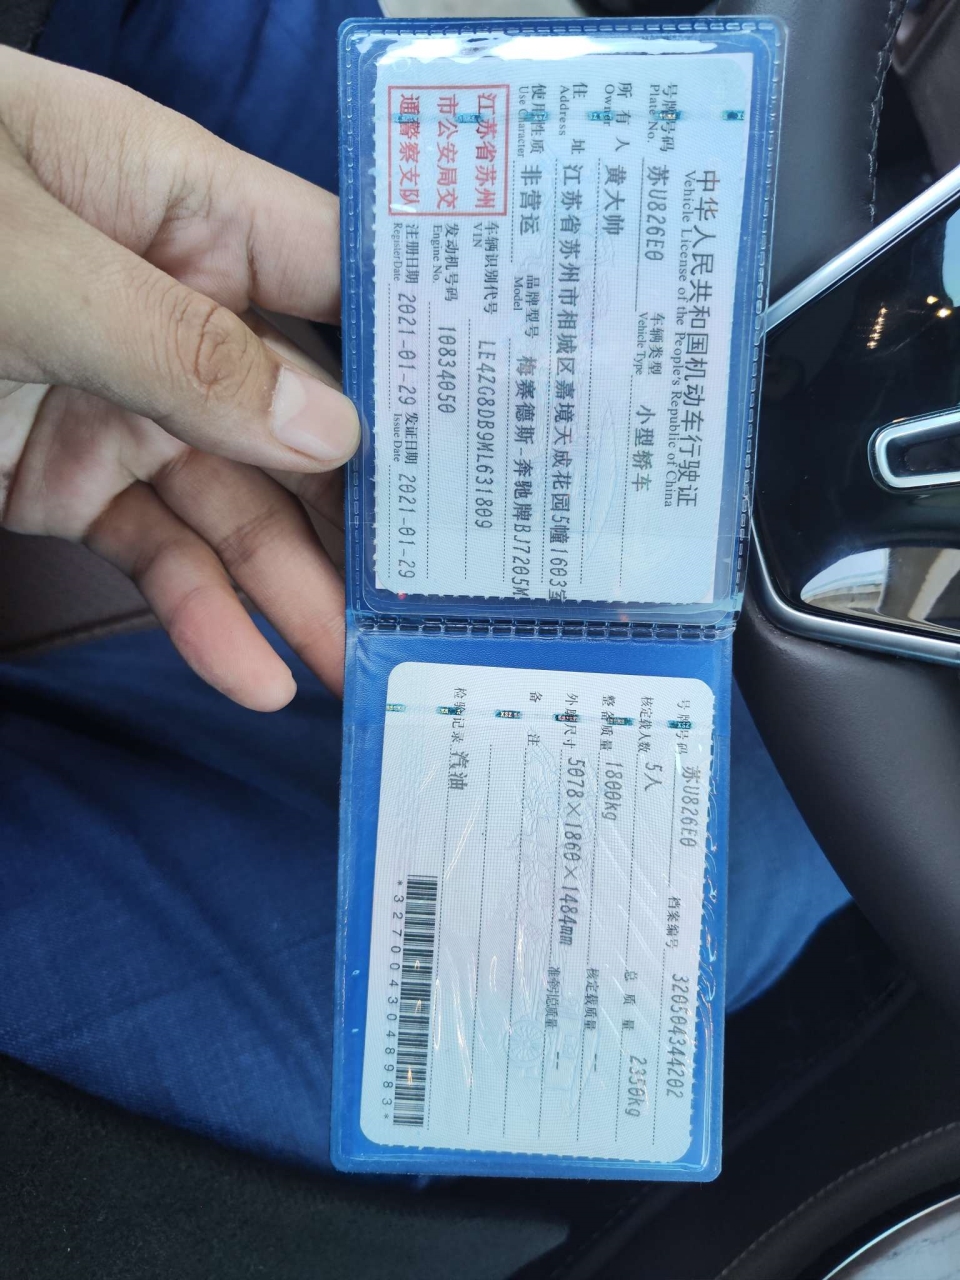 中华人民共和国机动车行驶证
Vehicle License of the People's Republic of China
号牌号码 苏U826E0 车辆类型 小型轿车
Plate No. Vehicle Type
所有人 黄大帅
Owner
住址 江苏省苏州市相城区嘉境天成花园5幢1603室
Address
使用性质 非营运 品牌型号 梅赛德斯-奔驰牌BJ7205M
Use Character Model
江苏省苏州
市公安局交
通警察支队
车辆识别代号 LE42G8DB9ML631809
VIN
发动机号码 10834050
Engine No.
注册日期 2021-01-29 发证日期 2021-01-29
Register Date Issue Date
号牌号码 苏U826E0 档案编号 320504344202
核定载人数 5人 总质量 2350kg
整备质量 1800kg 核定载质量 --
外廓尺寸 5078×1860×1484mm 准牵引总质量 --
备注
检验记录 汽油
*3270043048983*